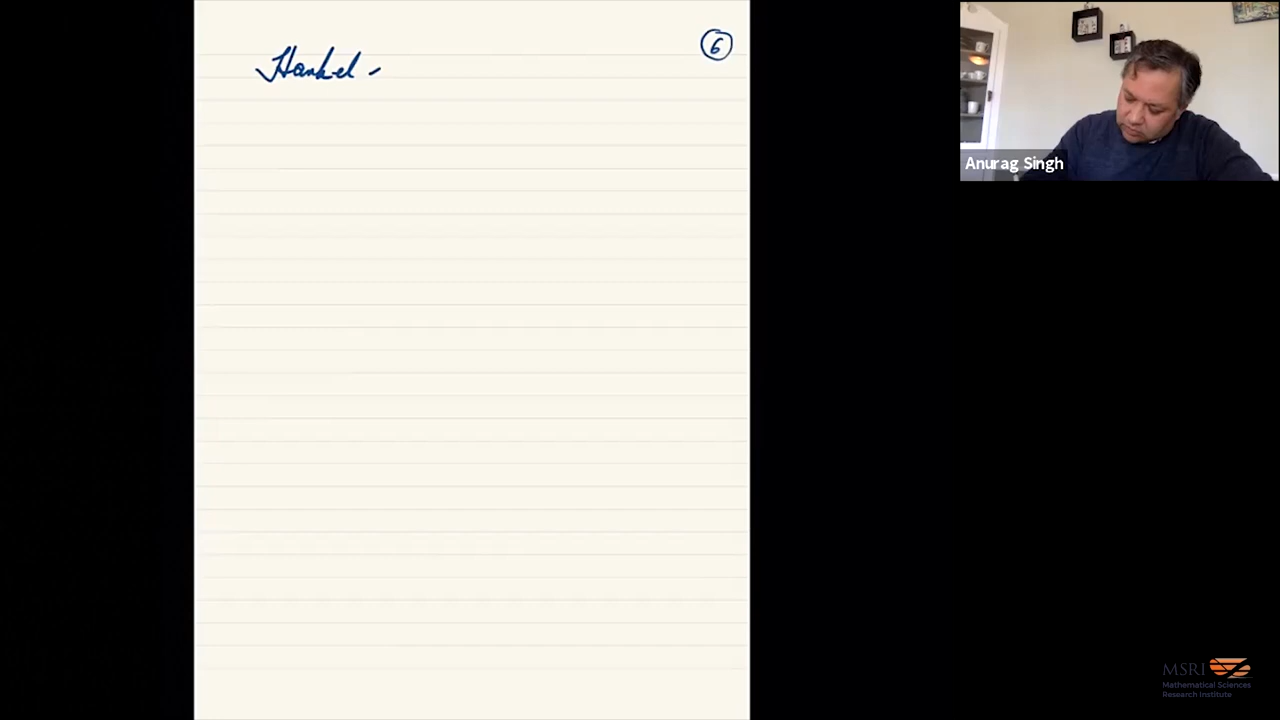 6
Hankel -
Anurag Singh
MSRI
Mathematical Sciences
Research Institute